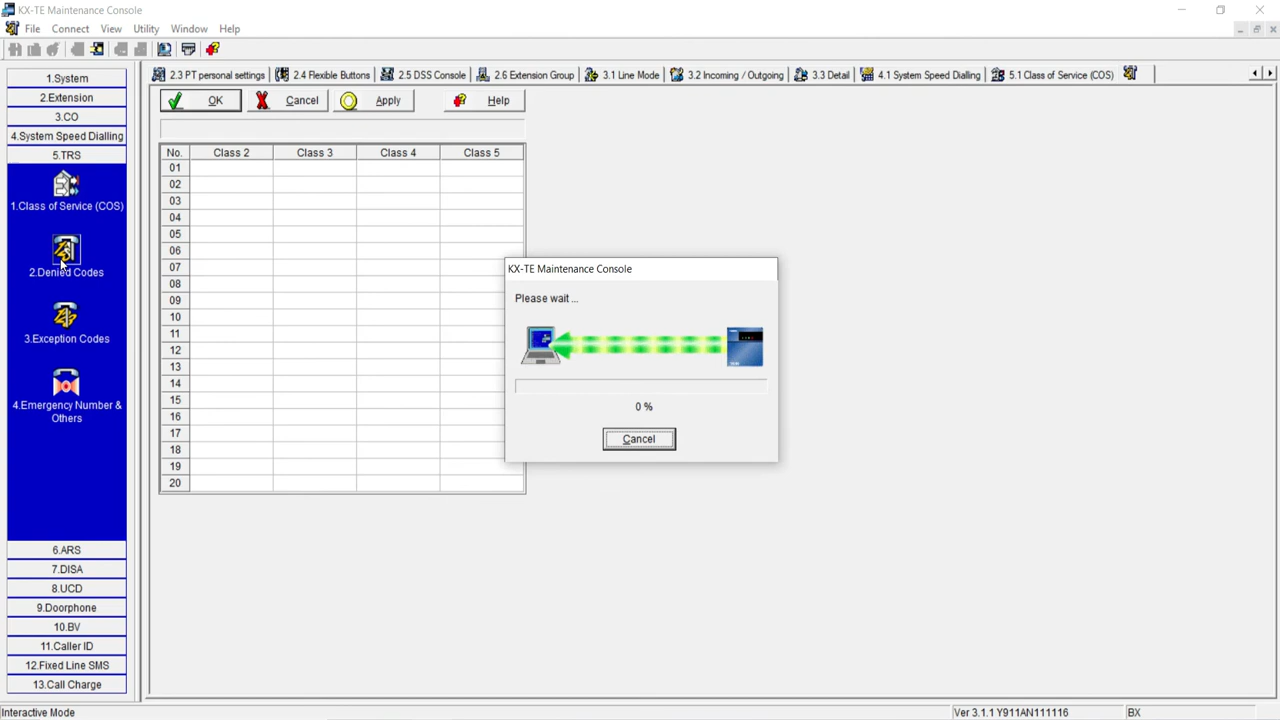 KX-TE Maintenance Console
File Connect View Utility Window Help
1.System
2.Extension
3.CO
4.System Speed Dialling
5.TRS
1.Class of Service (COS)
2.Denied Codes
3.Exception Codes
4.Emergency Number &
Others
6.ARS
7.DISA
8.UCD
9.Doorphone
10.BV
11.Caller ID
12.Fixed Line SMS
13.Call Charge
2.3 PT personal settings 2.4 Flexible Buttons 2.5 DSS Console 2.6 Extension Group 3.1 Line Mode 3.2 Incoming / Outgoing 3.3 Detail 4.1 System Speed Dialling 5.1 Class of Service (COS)
OK Cancel Apply Help
No. Class 2 Class 3 Class 4 Class 5
01
02
03
04
05
06
07
08
09
10
11
12
13
14
15
16
17
18
19
20
KX-TE Maintenance Console
Please wait ...
0 %
Cancel
Interactive Mode Ver 3.1.1 Y911AN111116 BX